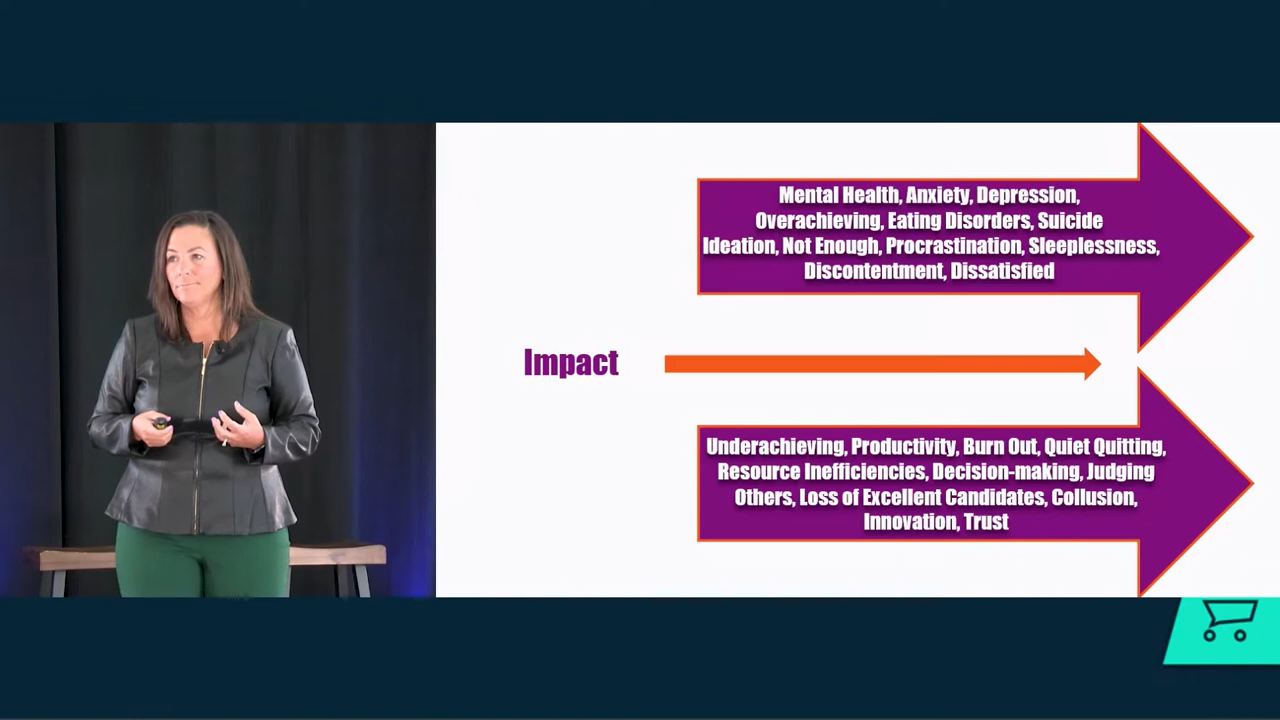 Mental Health, Anxiety, Depression,
Overachieving, Eating Disorders, Suicide
Ideation, Not Enough, Procrastination, Sleeplessness,
Discontentment, Dissatisfied
Impact
Underachieving, Productivity, Burn Out, Quiet Quitting,
Resource Inefficiencies, Decision-making, Judging
Others, Loss of Excellent Candidates, Collusion,
Innovation, Trust